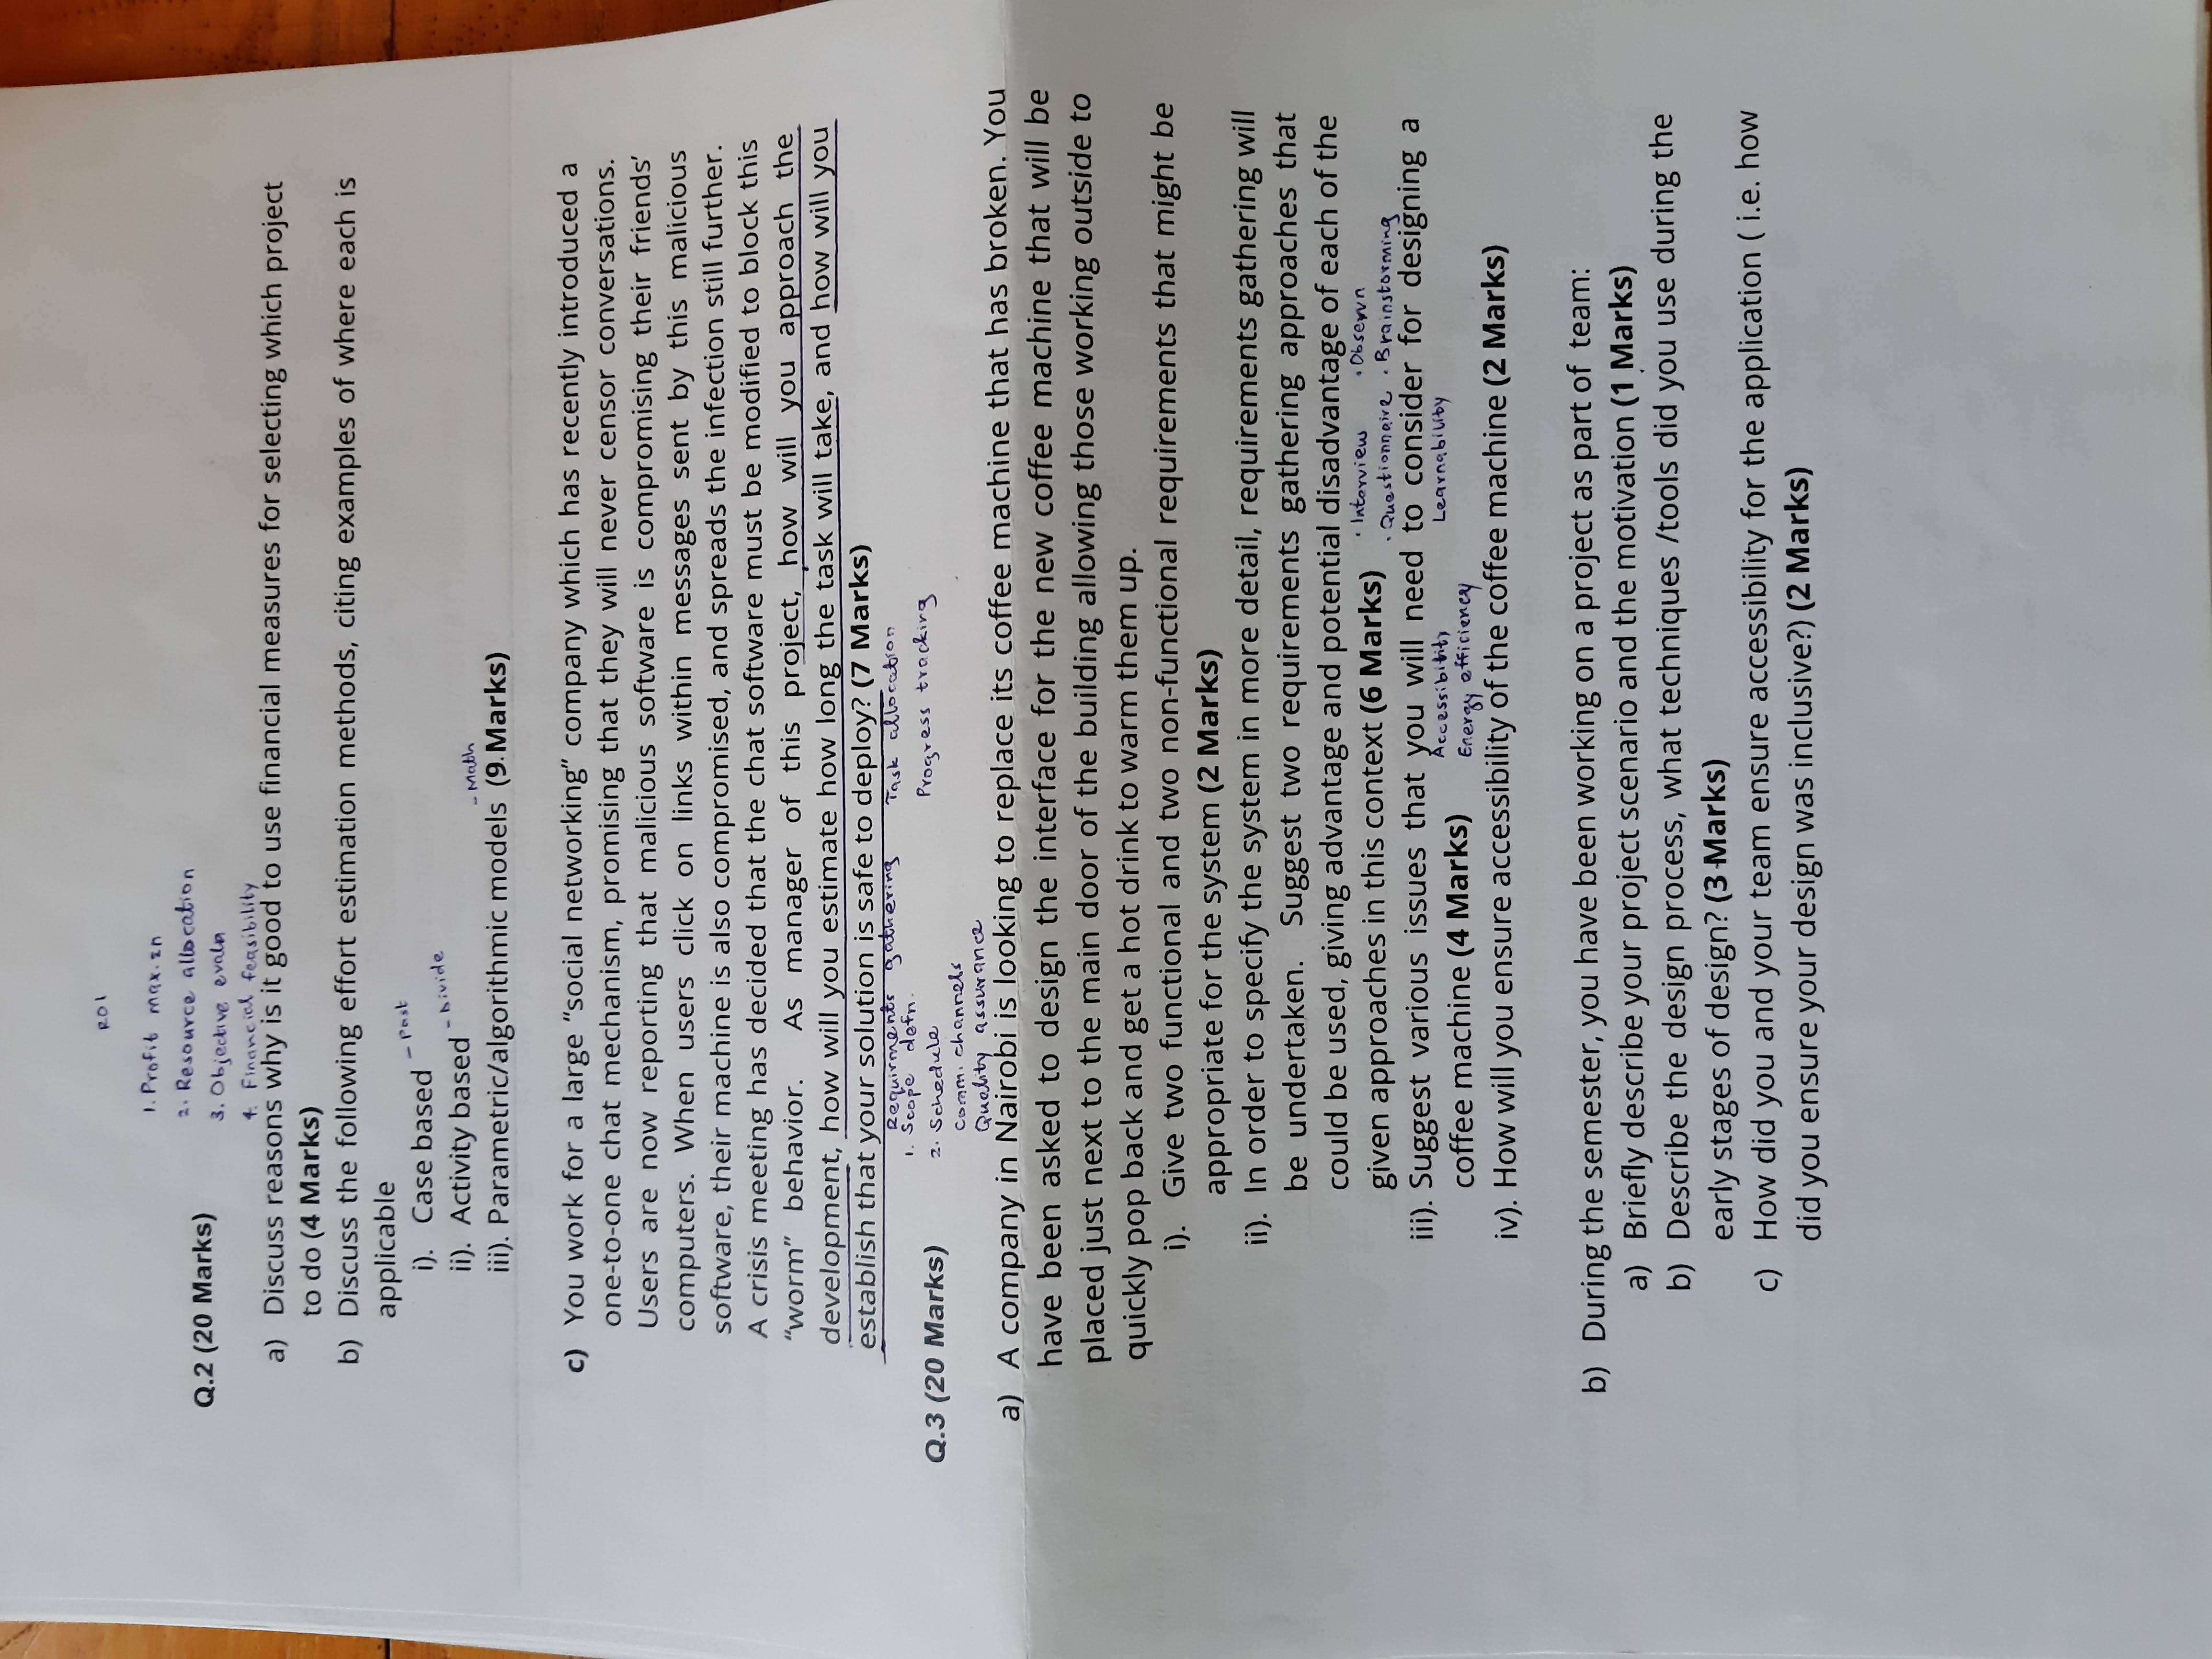 ROI
1. Profit max.zn
2. Resource allocation
Q.2 (20 Marks)
3. Objective evaln
4. Financial feasibility
a) Discuss reasons why is it good to use financial measures for selecting which project
to do (4 Marks)
b) Discuss the following effort estimation methods, citing examples of where each is
applicable
i). Case based - Past
ii). Activity based - Divide
iii). Parametric/algorithmic models - Math (9 Marks)
c) You work for a large “social networking” company which has recently introduced a
one-to-one chat mechanism, promising that they will never censor conversations.
Users are now reporting that malicious software is compromising their friends’
computers. When users click on links within messages sent by this malicious
software, their machine is also compromised, and spreads the infection still further.
A crisis meeting has decided that the chat software must be modified to block this
“worm” behavior. As manager of this project, how will you approach the
development, how will you estimate how long the task will take, and how will you
establish that your solution is safe to deploy? (7 Marks)
Requirments gathering Task allocation
1. Scope defn.
Progress tracking
Q.3 (20 Marks)
2. Schedule
Comm. channels
Quality assurance
a) A company in Nairobi is looking to replace its coffee machine that has broken. You
have been asked to design the interface for the new coffee machine that will be
placed just next to the main door of the building allowing those working outside to
quickly pop back and get a hot drink to warm them up.
i). Give two functional and two non-functional requirements that might be
appropriate for the system (2 Marks)
ii). In order to specify the system in more detail, requirements gathering will
be undertaken. Suggest two requirements gathering approaches that
could be used, giving advantage and potential disadvantage of each of the
given approaches in this context (6 Marks)
· Interview · Observn
· Questionnaire · Brainstorming
iii). Suggest various issues that you will need to consider for designing a
coffee machine (4 Marks)
Accessibility Learnability
Energy efficiency
iv). How will you ensure accessibility of the coffee machine (2 Marks)
b) During the semester, you have been working on a project as part of team:
a) Briefly describe your project scenario and the motivation (1 Marks)
b) Describe the design process, what techniques /tools did you use during the
early stages of design? (3 Marks)
c) How did you and your team ensure accessibility for the application ( i.e. how
did you ensure your design was inclusive?) (2 Marks)